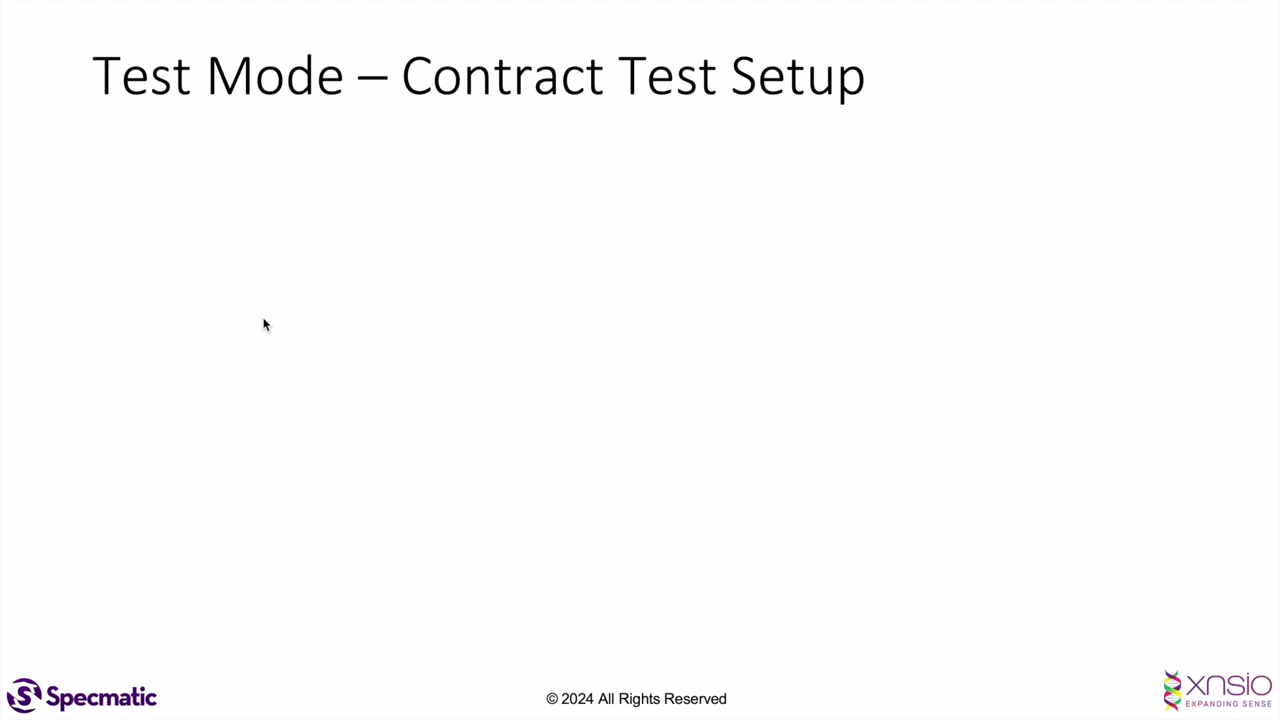 Test Mode – Contract Test Setup
Specmatic
© 2024 All Rights Reserved
xnsio
EXPANDING SENSE